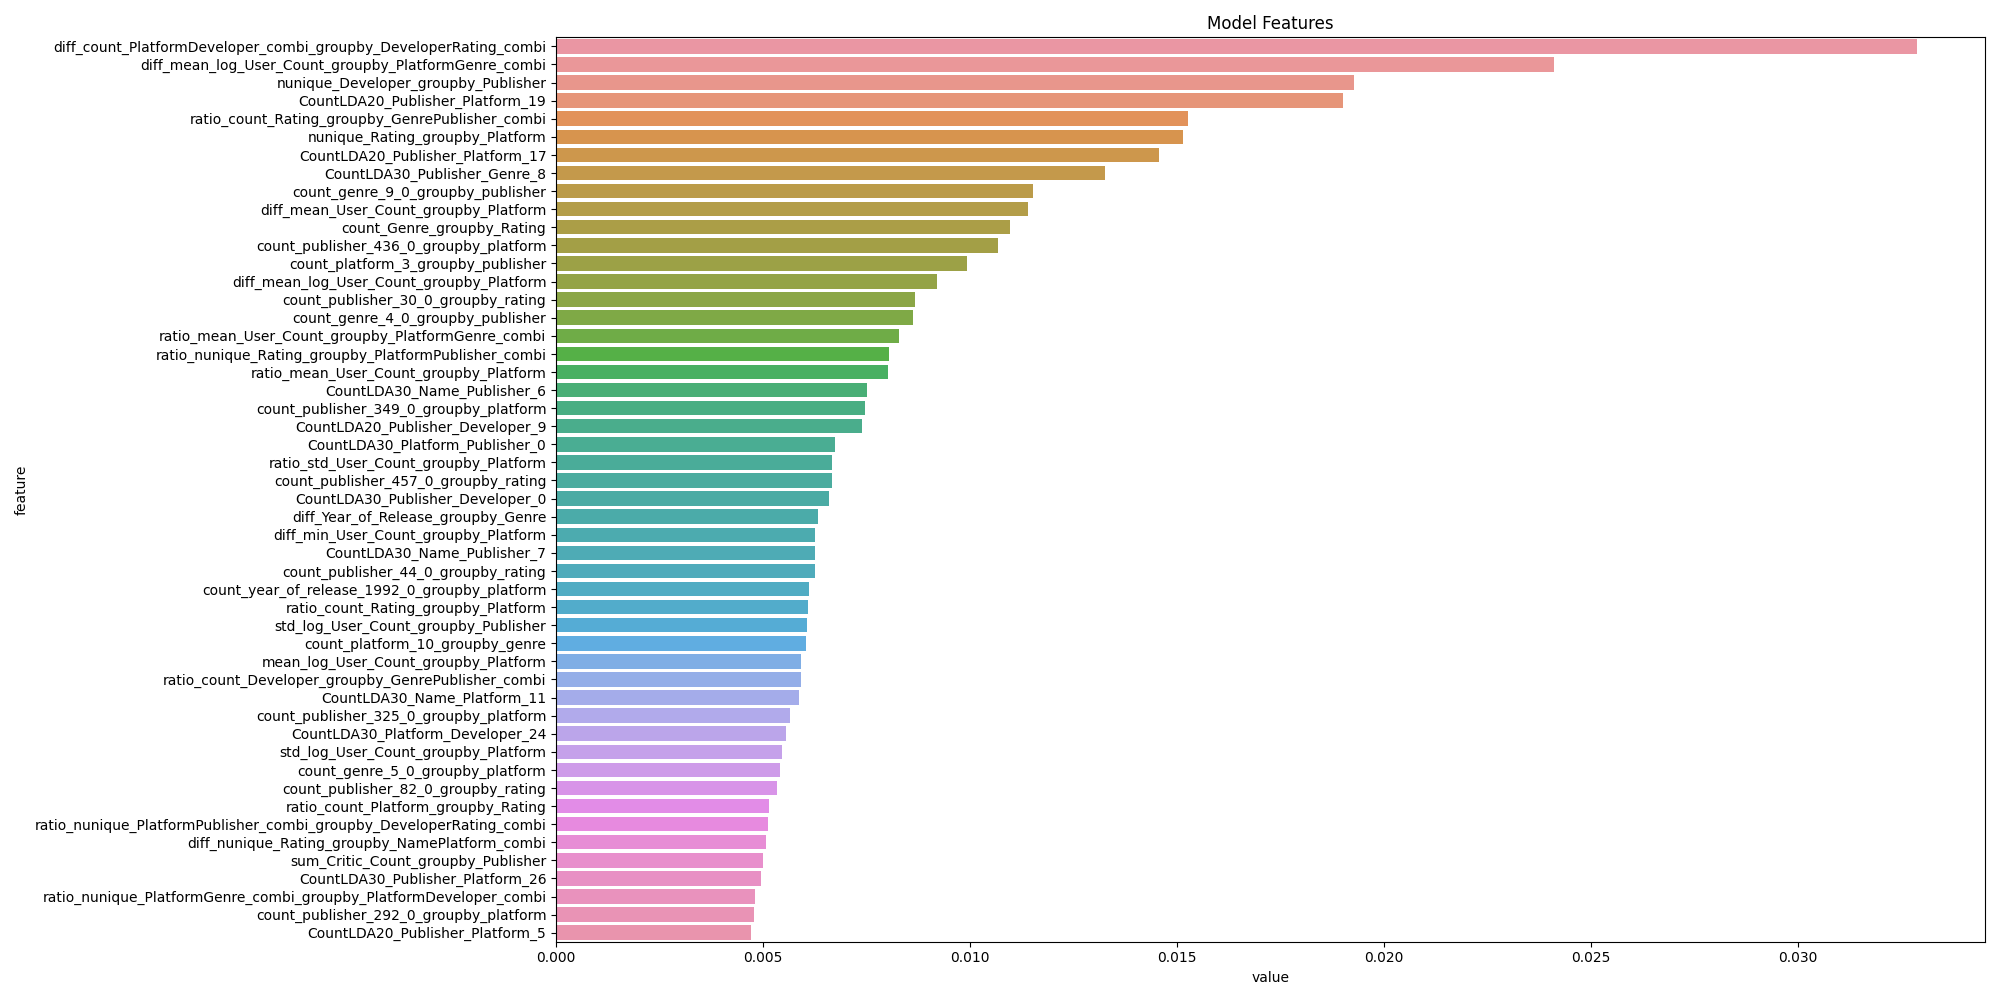 Model Features
diff_count_PlatformDeveloper_combi_groupby_DeveloperRating_combi
diff_mean_log_User_Count_groupby_PlatformGenre_combi
nunique_Developer_groupby_Publisher
CountLDA20_Publisher_Platform_19
ratio_count_Rating_groupby_GenrePublisher_combi
nunique_Rating_groupby_Platform
CountLDA20_Publisher_Platform_17
CountLDA30_Publisher_Genre_8
count_genre_9_0_groupby_publisher
diff_mean_User_Count_groupby_Platform
count_Genre_groupby_Rating
count_publisher_436_0_groupby_platform
count_platform_3_groupby_publisher
diff_mean_log_User_Count_groupby_Platform
count_publisher_30_0_groupby_rating
count_genre_4_0_groupby_publisher
ratio_mean_User_Count_groupby_PlatformGenre_combi
ratio_nunique_Rating_groupby_PlatformPublisher_combi
ratio_mean_User_Count_groupby_Platform
CountLDA30_Name_Publisher_6
count_publisher_349_0_groupby_platform
CountLDA20_Publisher_Developer_9
CountLDA30_Platform_Publisher_0
ratio_std_User_Count_groupby_Platform
count_publisher_457_0_groupby_rating
CountLDA30_Publisher_Developer_0
diff_Year_of_Release_groupby_Genre
diff_min_User_Count_groupby_Platform
CountLDA30_Name_Publisher_7
count_publisher_44_0_groupby_rating
count_year_of_release_1992_0_groupby_platform
ratio_count_Rating_groupby_Platform
std_log_User_Count_groupby_Publisher
count_platform_10_groupby_genre
mean_log_User_Count_groupby_Platform
ratio_count_Developer_groupby_GenrePublisher_combi
CountLDA30_Name_Platform_11
count_publisher_325_0_groupby_platform
CountLDA30_Platform_Developer_24
std_log_User_Count_groupby_Platform
count_genre_5_0_groupby_platform
count_publisher_82_0_groupby_rating
ratio_count_Platform_groupby_Rating
ratio_nunique_PlatformPublisher_combi_groupby_DeveloperRating_combi
diff_nunique_Rating_groupby_NamePlatform_combi
sum_Critic_Count_groupby_Publisher
CountLDA30_Publisher_Platform_26
ratio_nunique_PlatformGenre_combi_groupby_PlatformDeveloper_combi
count_publisher_292_0_groupby_platform
CountLDA20_Publisher_Platform_5
feature
0.000 0.005 0.010 0.015 0.020 0.025 0.030
value